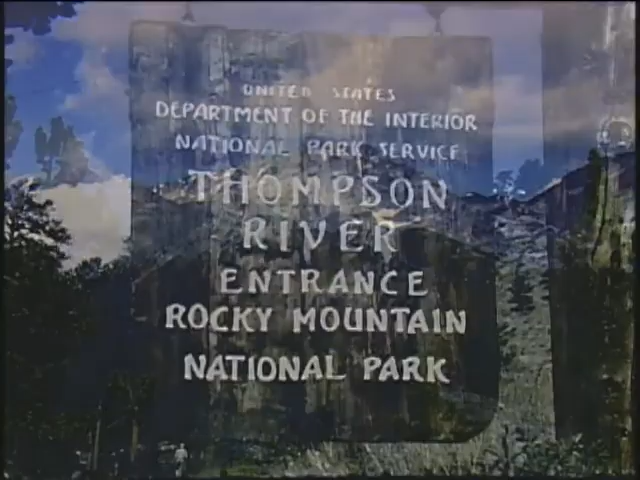 UNITED STATES
DEPARTMENT OF THE INTERIOR
NATIONAL PARK SERVICE
THOMPSON
RIVER
ENTRANCE
ROCKY MOUNTAIN
NATIONAL PARK